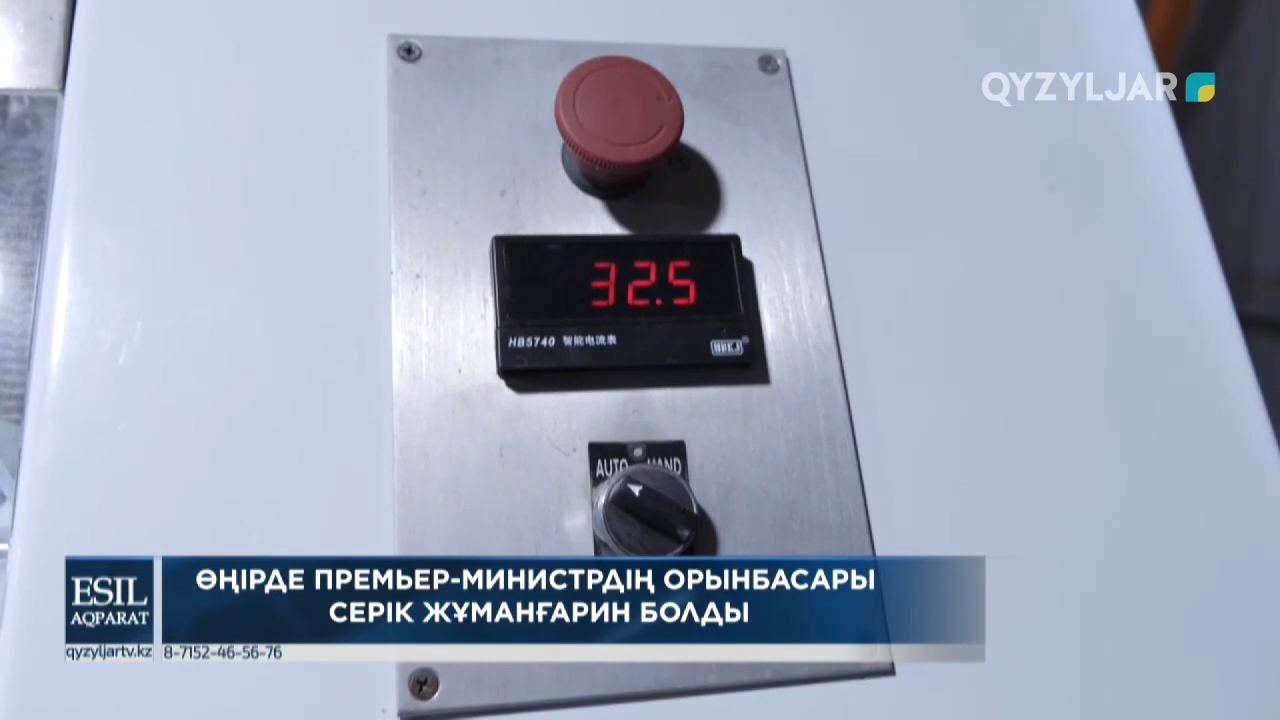 QYZYLJAR
32.5
HB5740 智能电流表
AUTO HAND
ESIL
AQPARAT
ӨҢІРДЕ ПРЕМЬЕР-МИНИСТРДІҢ ОРЫНБАСАРЫ
СЕРІК ЖҰМАНҒАРИН БОЛДЫ
qyzyljartv.kz 8-7152-46-56-76